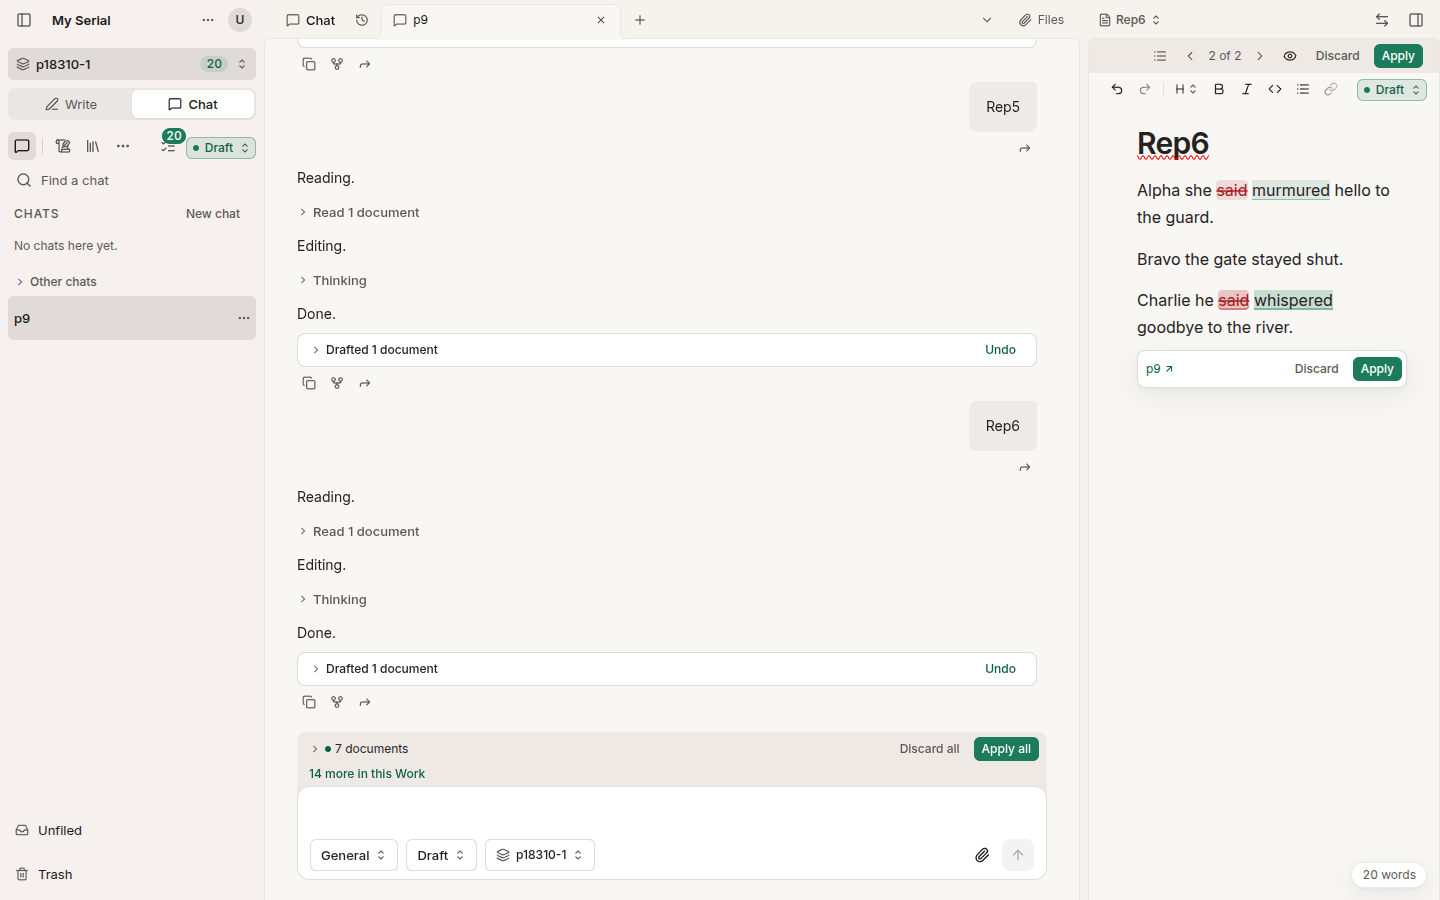 My Serial
U
p18310-1
20
Write
Chat
20
Draft
Find a chat
CHATS
New chat
No chats here yet.
Other chats
p9
Unfiled
Trash
Chat
p9
Files
Rep5
Reading.
Read 1 document
Editing.
Thinking
Done.
Drafted 1 document
Undo
Rep6
Reading.
Read 1 document
Editing.
Thinking
Done.
Drafted 1 document
Undo
7 documents
Discard all
Apply all
14 more in this Work
General
Draft
p18310-1
Rep6
2 of 2
Discard
Apply
H
B
I
Draft
Rep6
Alpha she said murmured hello to
the guard.
Bravo the gate stayed shut.
Charlie he said whispered
goodbye to the river.
p9
Discard
Apply
20 words